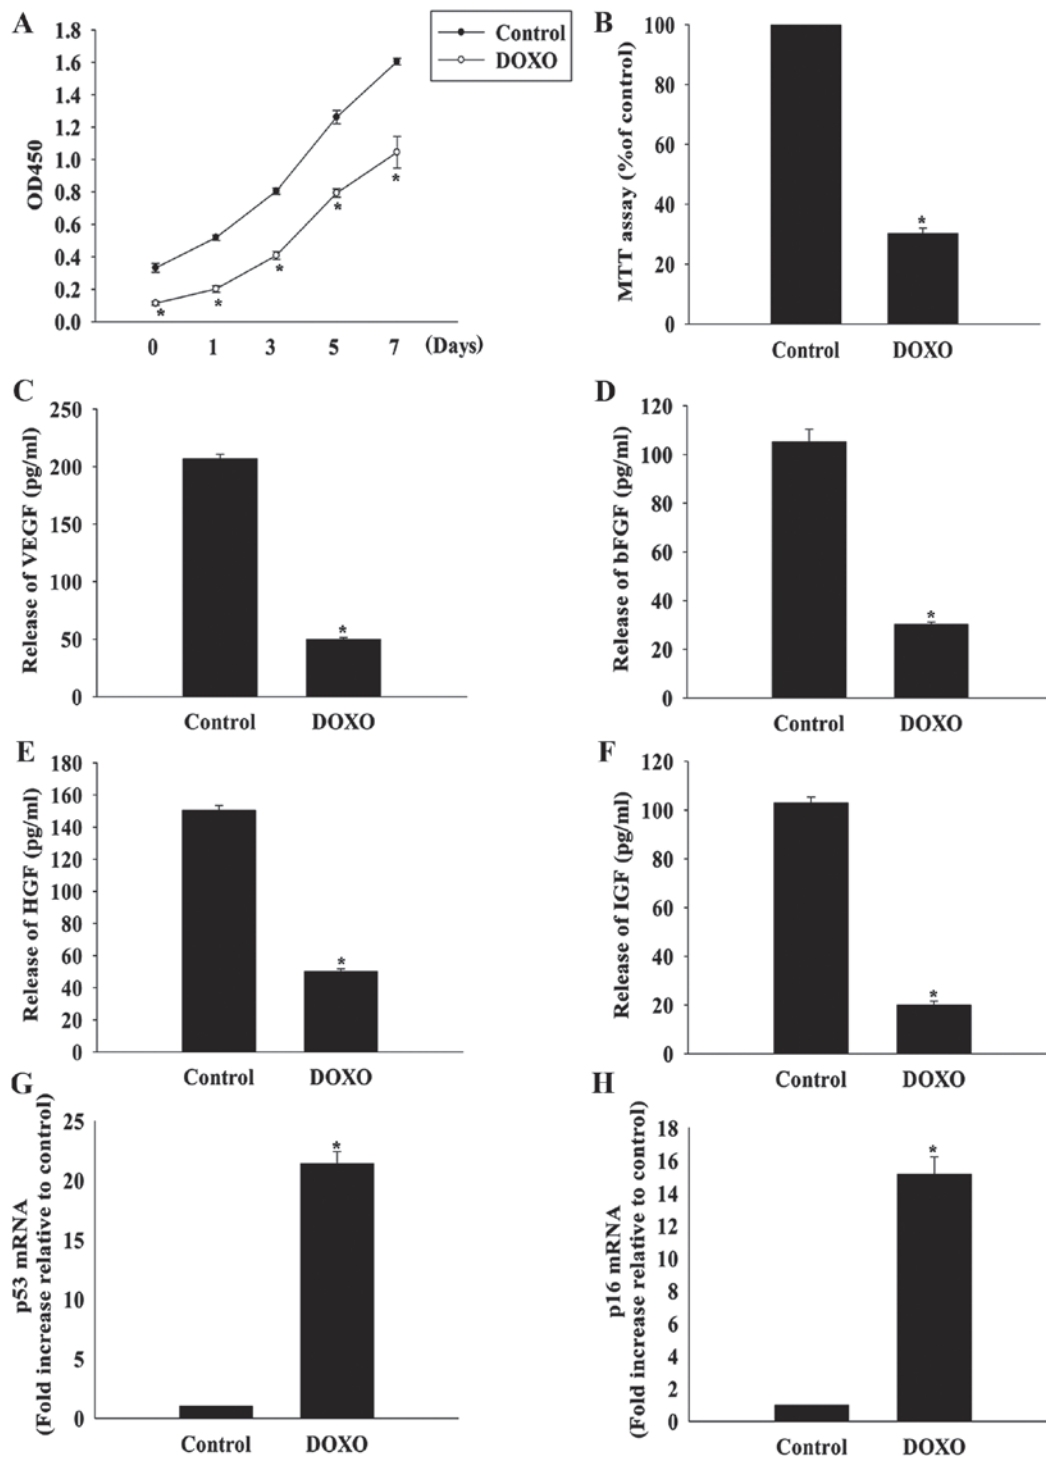 A
OD450
1.8
1.6
1.4
1.2
1.0
0.8
0.6
0.4
0.2
0.0
Control
DOXO
*
*
*
*
*
0 1 3 5 7 (Days)
B
MTT assay (%of control)
100
80
60
40
20
0
*
Control DOXO
C
Release of VEGF (pg/ml)
250
200
150
100
50
0
*
Control DOXO
D
Release of bFGF (pg/ml)
120
100
80
60
40
20
0
*
Control DOXO
E
Release of HGF (pg/ml)
180
160
140
120
100
80
60
40
20
0
*
Control DOXO
F
Release of IGF (pg/ml)
120
100
80
60
40
20
0
*
Control DOXO
G
p53 mRNA
(Fold increase relative to control)
25
20
15
10
5
0
*
Control DOXO
H
p16 mRNA
(Fold increase relative to control)
18
16
14
12
10
8
6
4
2
0
*
Control DOXO